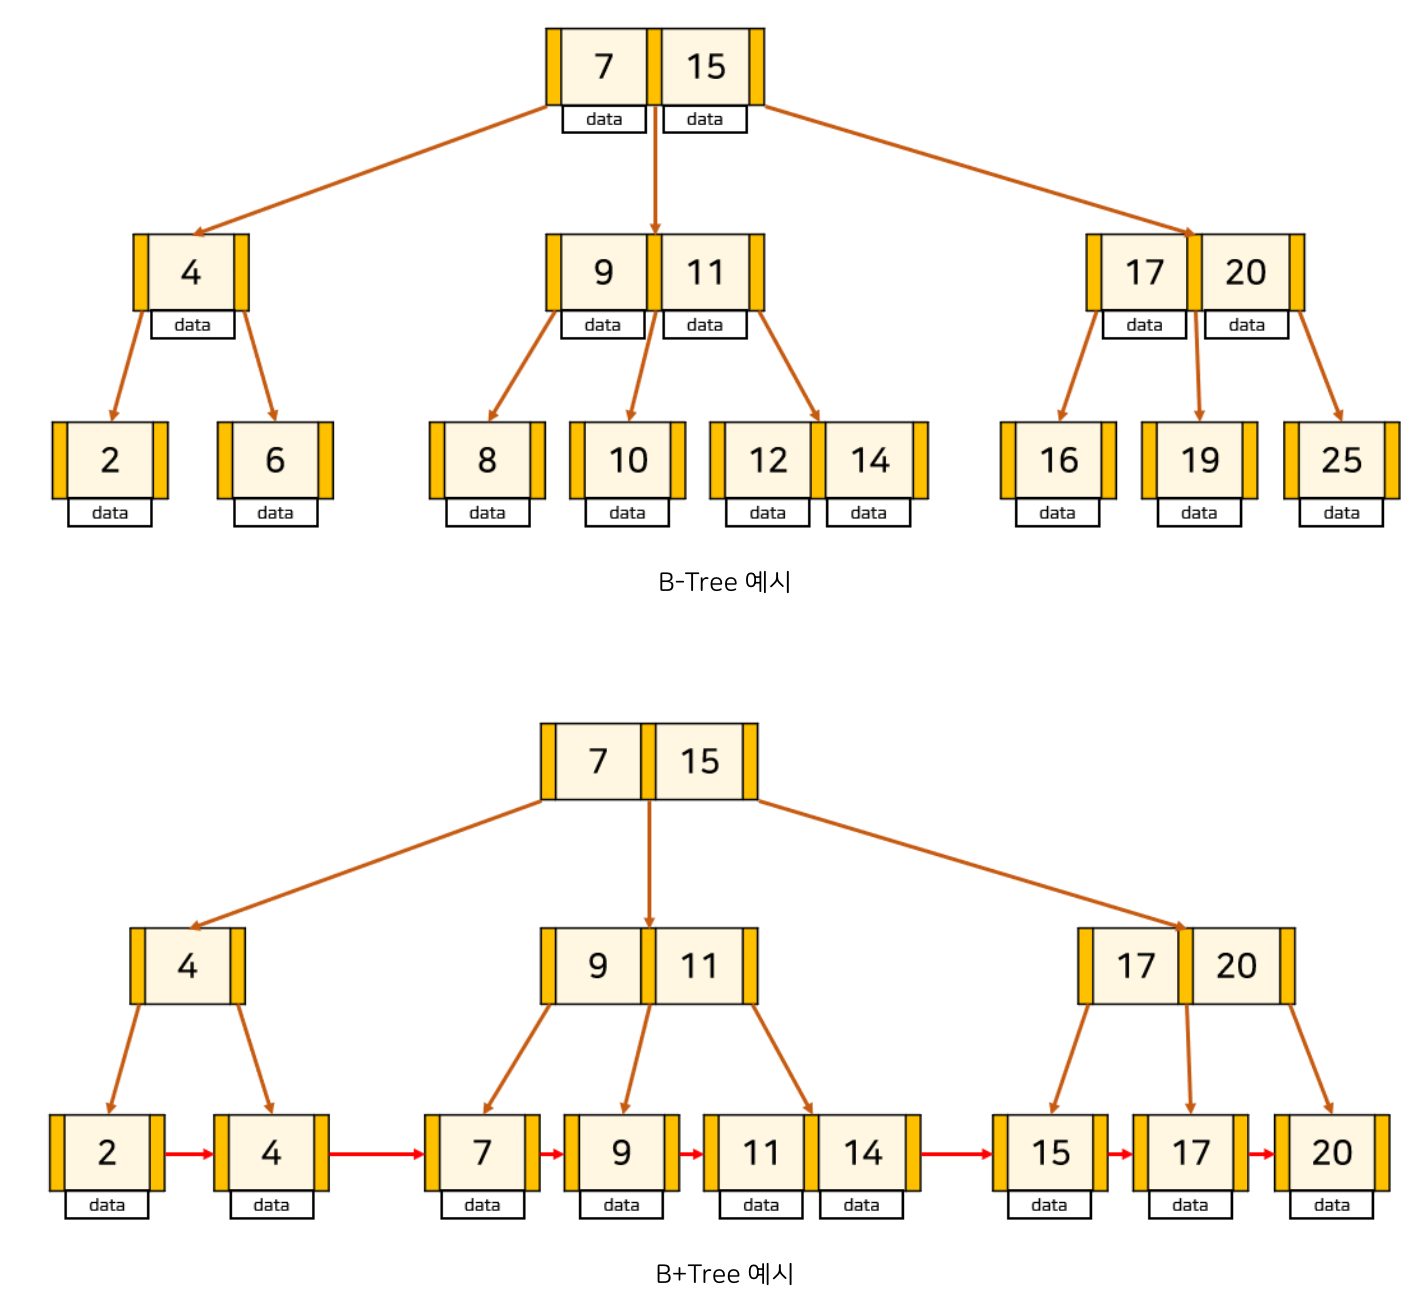 7 15
data data
4 9 11 17 20
data data data data data
2 6 8 10 12 14 16 19 25
data data data data data data data data data
B-Tree 예시
7 15
4 9 11 17 20
2 4 7 9 11 14 15 17 20
data data data data data data data data data
B+Tree 예시